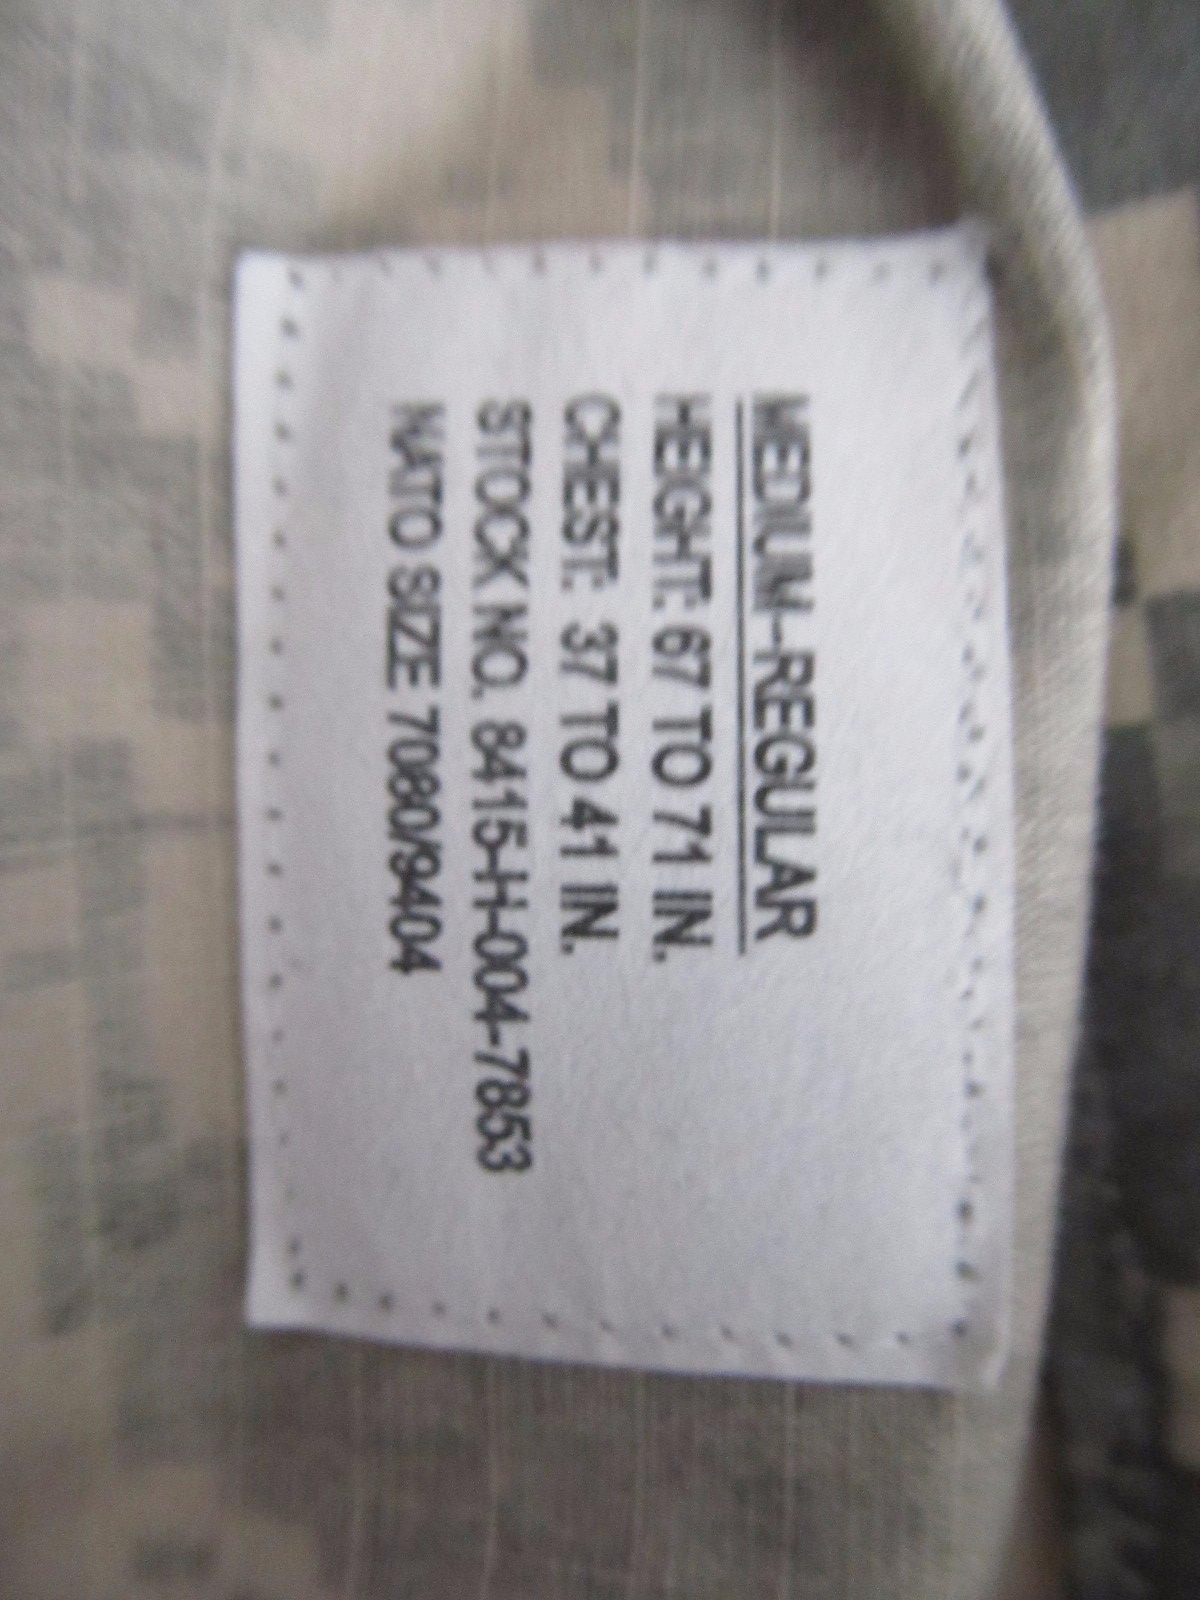 MEDIUM-REGULAR
HEIGHT: 67 TO 71 IN.
CHEST: 37 TO 41 IN.
STOCK NO. 8415-H-004-7853
NATO SIZE 7080/9404